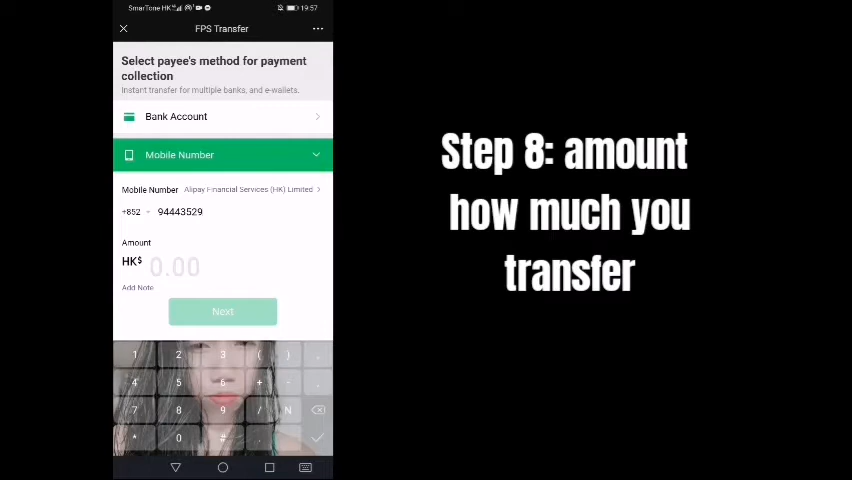 SmarTone HK 19:57
FPS Transfer
Select payee's method for payment
collection
Instant transfer for multiple banks, and e-wallets.
Bank Account
Mobile Number
Mobile Number Alipay Financial Services (HK) Limited
+852 94443529
Amount
HK$ 0.00
Add Note
Next
1 2 3 ( ) ,
4 5 6 + - .
7 8 9 / N
* 0 # .
Step 8: amount
how much you
transfer